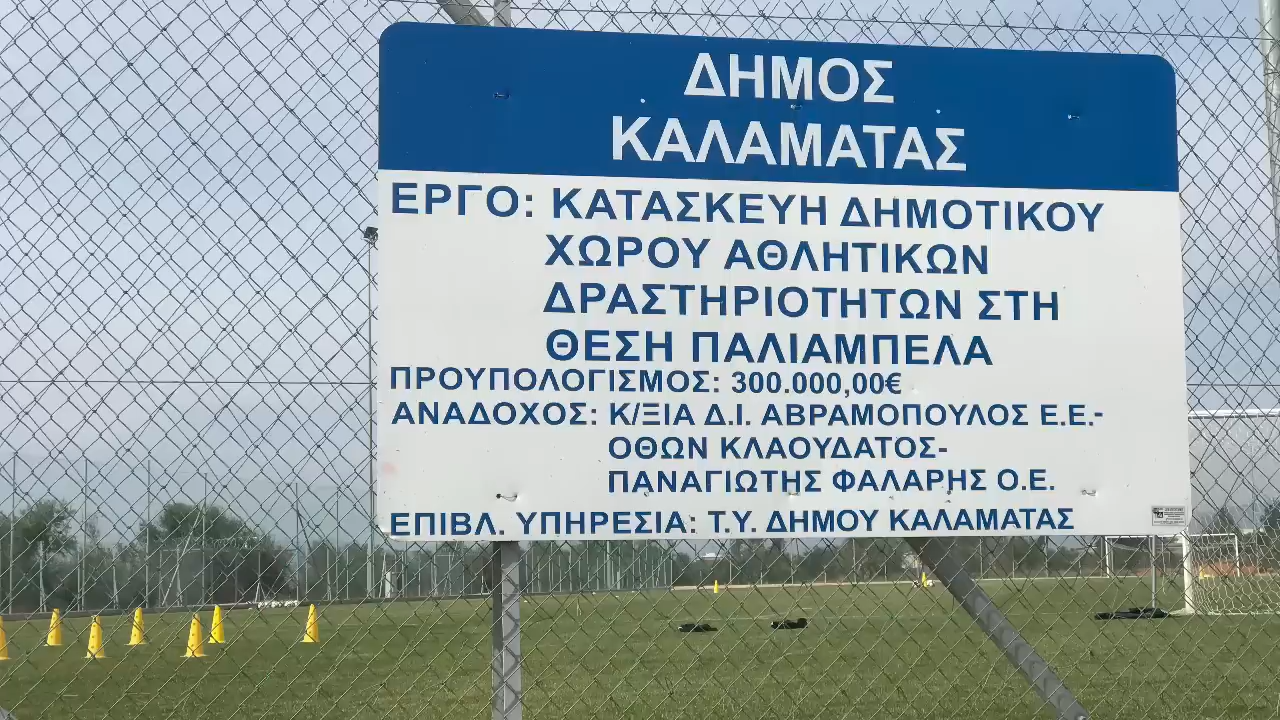 ΔΗΜΟΣ
ΚΑΛΑΜΑΤΑΣ
ΕΡΓΟ: ΚΑΤΑΣΚΕΥΗ ΔΗΜΟΤΙΚΟΥ
ΧΩΡΟΥ ΑΘΛΗΤΙΚΩΝ
ΔΡΑΣΤΗΡΙΟΤΗΤΩΝ ΣΤΗ
ΘΕΣΗ ΠΑΛΙΑΜΠΕΛΑ
ΠΡΟΥΠΟΛΟΓΙΣΜΟΣ: 300.000,00€
ΑΝΑΔΟΧΟΣ: Κ/ΞΙΑ Δ.Ι. ΑΒΡΑΜΟΠΟΥΛΟΣ Ε.Ε.-
ΟΘΩΝ ΚΛΑΟΥΔΑΤΟΣ-
ΠΑΝΑΓΙΩΤΗΣ ΦΑΛΑΡΗΣ Ο.Ε.
ΕΠΙΒΛ. ΥΠΗΡΕΣΙΑ: Τ.Υ. ΔΗΜΟΥ ΚΑΛΑΜΑΤΑΣ